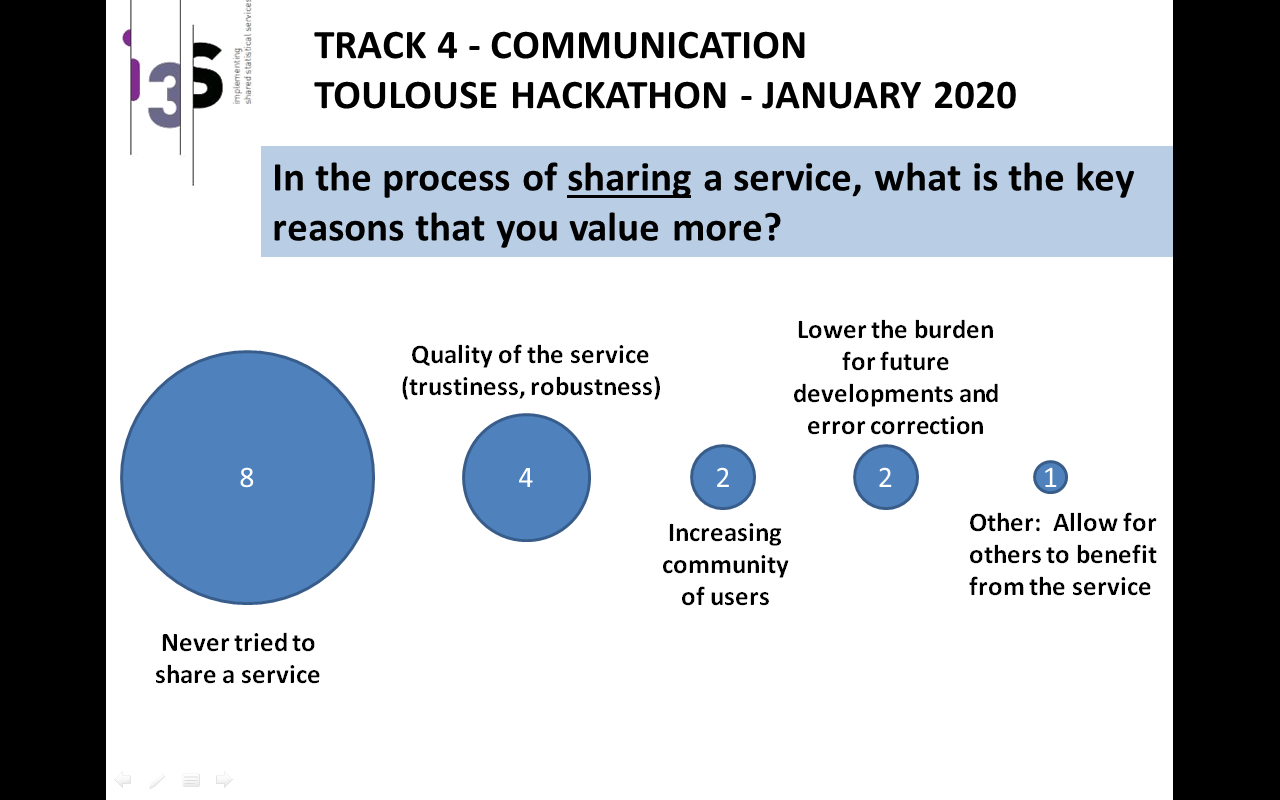 i3S
implementing
shared statistical services
TRACK 4 - COMMUNICATION
TOULOUSE HACKATHON - JANUARY 2020
In the process of sharing a service, what is the key
reasons that you value more?
8
Never tried to
share a service
Quality of the service
(trustiness, robustness)
4
2
Increasing
community
of users
Lower the burden
for future
developments and
error correction
2
1
Other:  Allow for
others to benefit
from the service